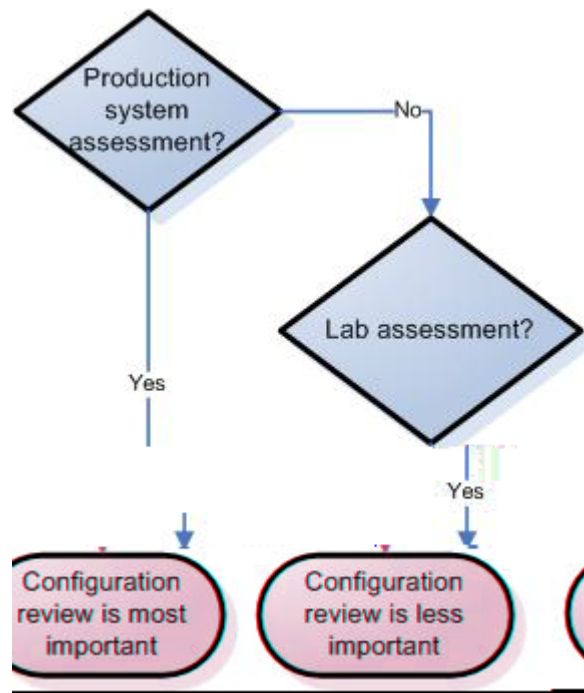 Production
system
assessment?
No
Lab assessment?
Yes
Yes
Configuration
review is most
important
Configuration
review is less
important